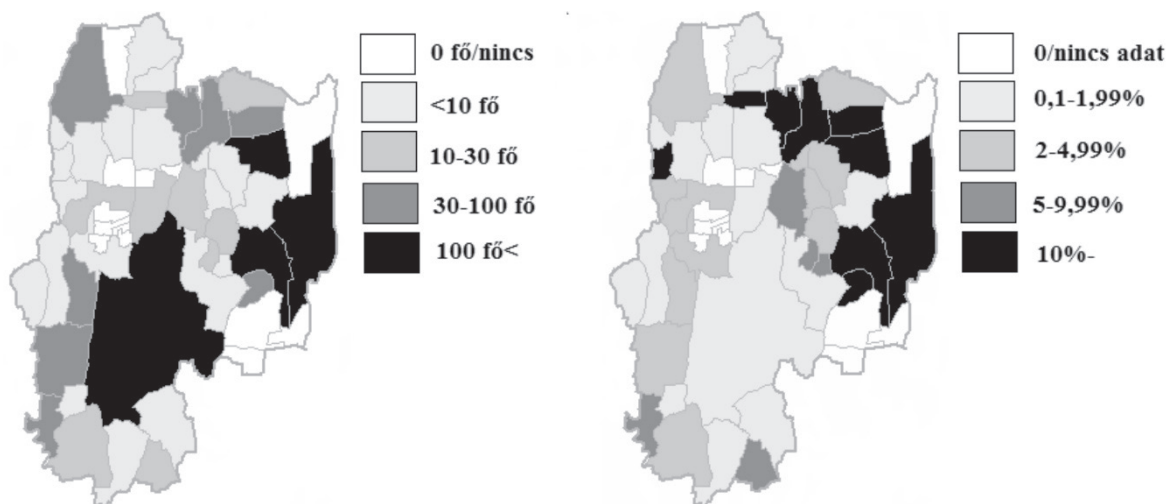 0 fő/nincs
<10 fő
10-30 fő
30-100 fő
100 fő<
0/nincs adat
0,1-1,99%
2-4,99%
5-9,99%
10%-